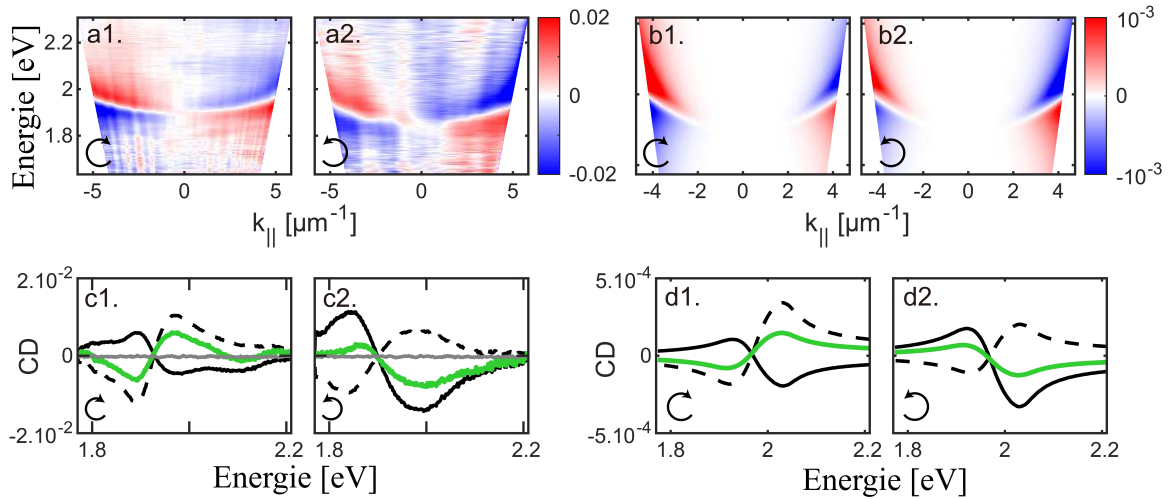 Energie [eV]
2.2
2
1.8
a1.
a2.
-5 0 5
-5 0 5
k|| [µm⁻¹]
0.02
0
-0.02
b1.
b2.
-4 -2 0 2 4
-4 -2 0 2 4
k|| [µm⁻¹]
10⁻³
0
-10⁻³
CD
2.10⁻²
0
-2.10⁻²
c1.
c2.
1.8 2 2.2
2 2.2
Energie [eV]
CD
5.10⁻⁴
0
-5.10⁻⁴
d1.
d2.
1.8 2 2.2
2 2.2
Energie [eV]